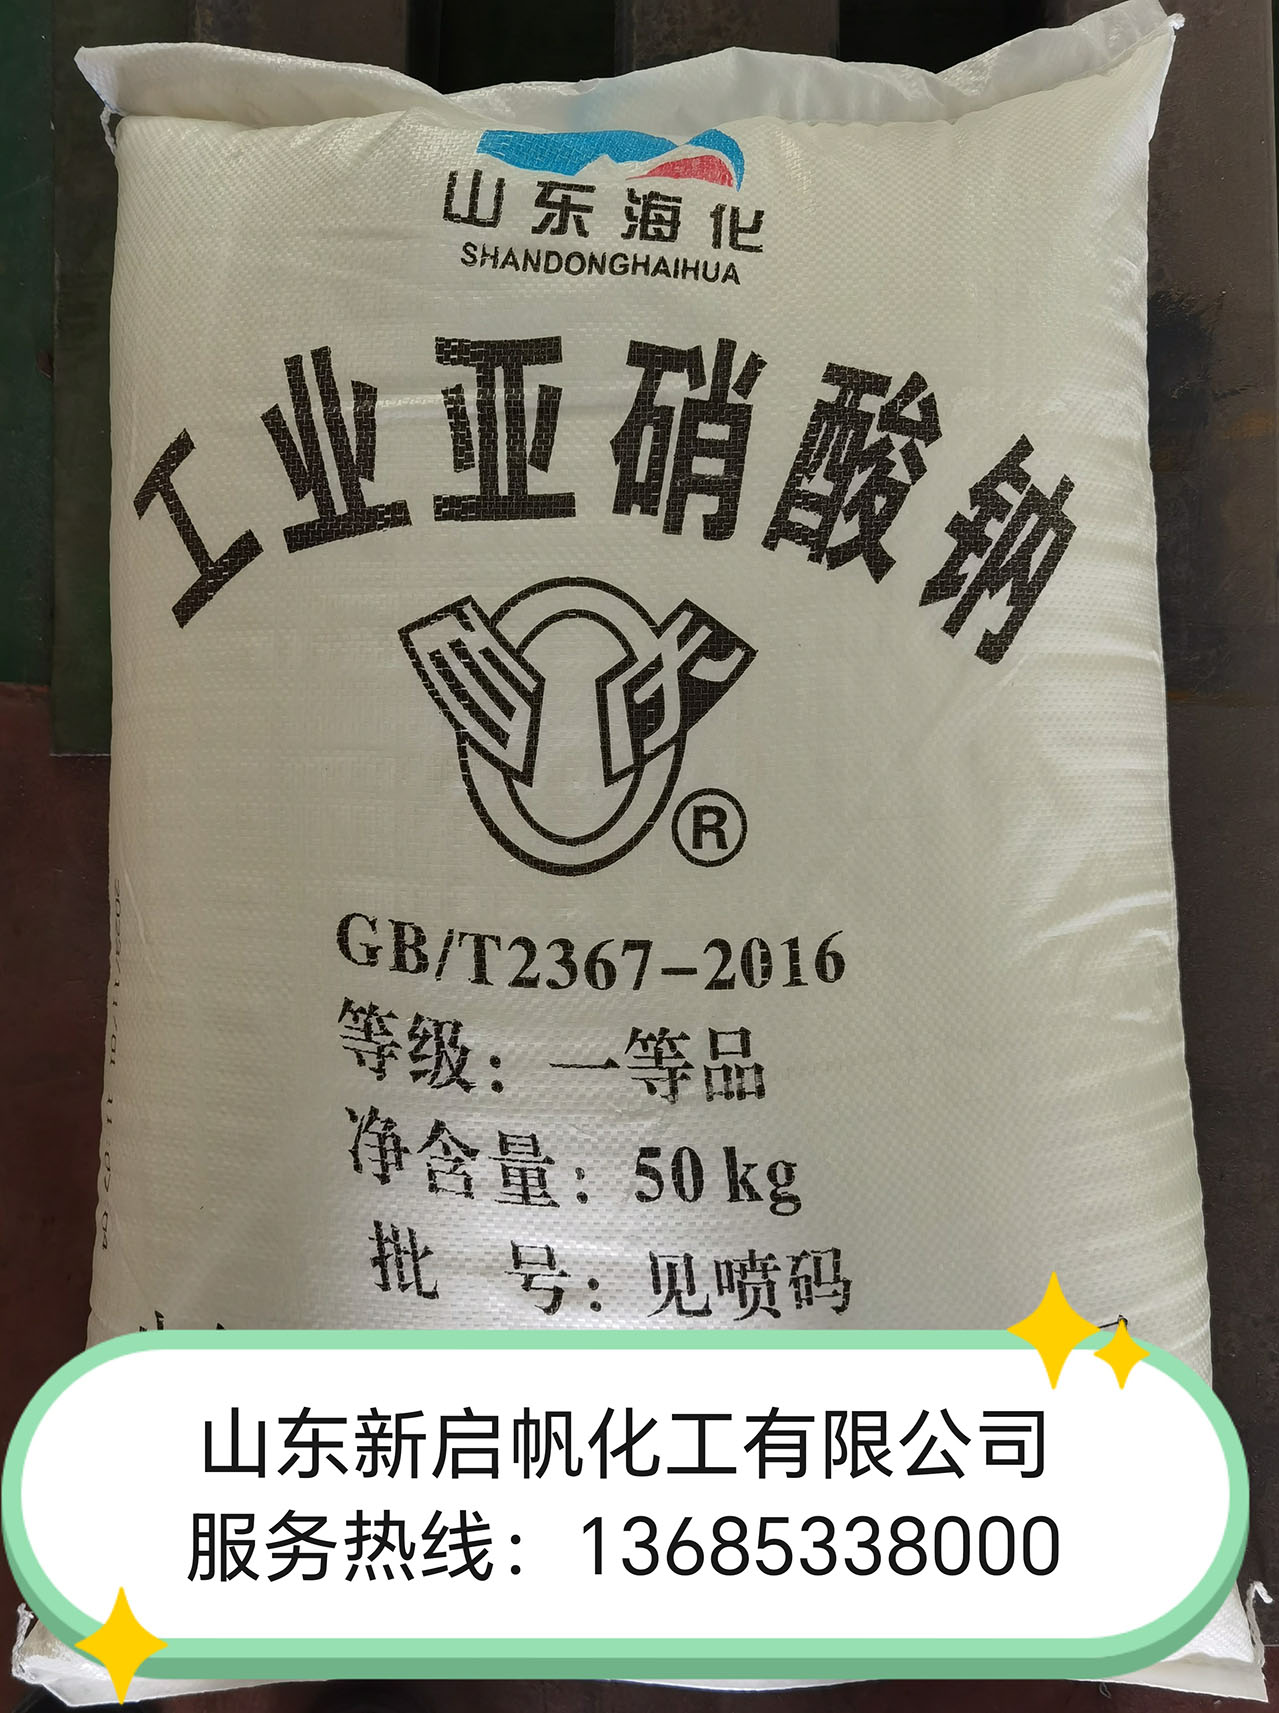 山东海化
SHANDONGHAIHUA
工业亚硝酸钠
R
GB/T2367-2016
等级：一等品
净含量：50kg
批 号：见喷码
山东新启帆化工有限公司
服务热线：13685338000